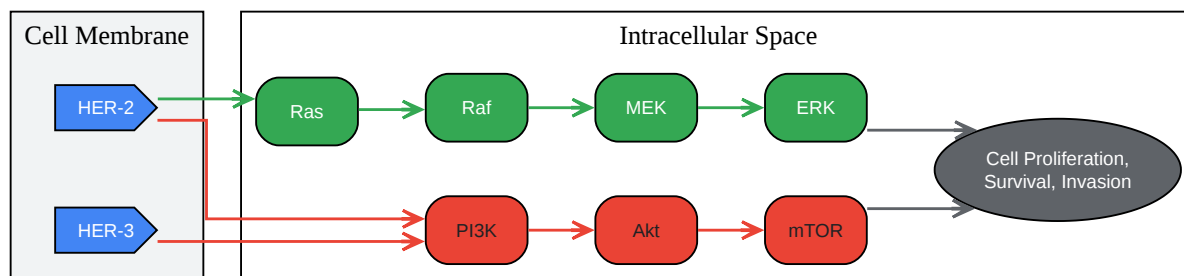 Cell Membrane
Intracellular Space
HER-2
Ras
Raf
MEK
ERK
Cell Proliferation,
Survival, Invasion
HER-3
PI3K
Akt
mTOR